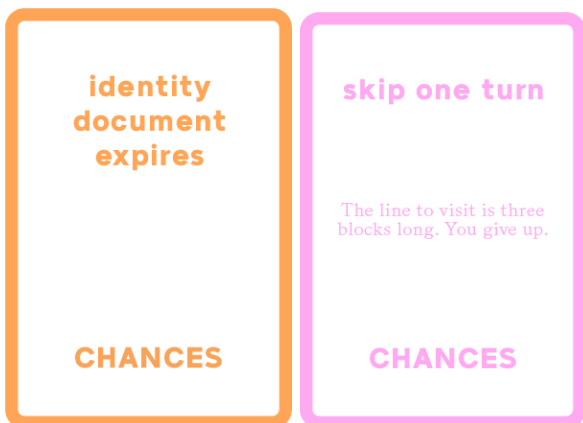 identity
document
expires
CHANCES
skip one turn
The line to visit is three
blocks long. You give up.
CHANCES